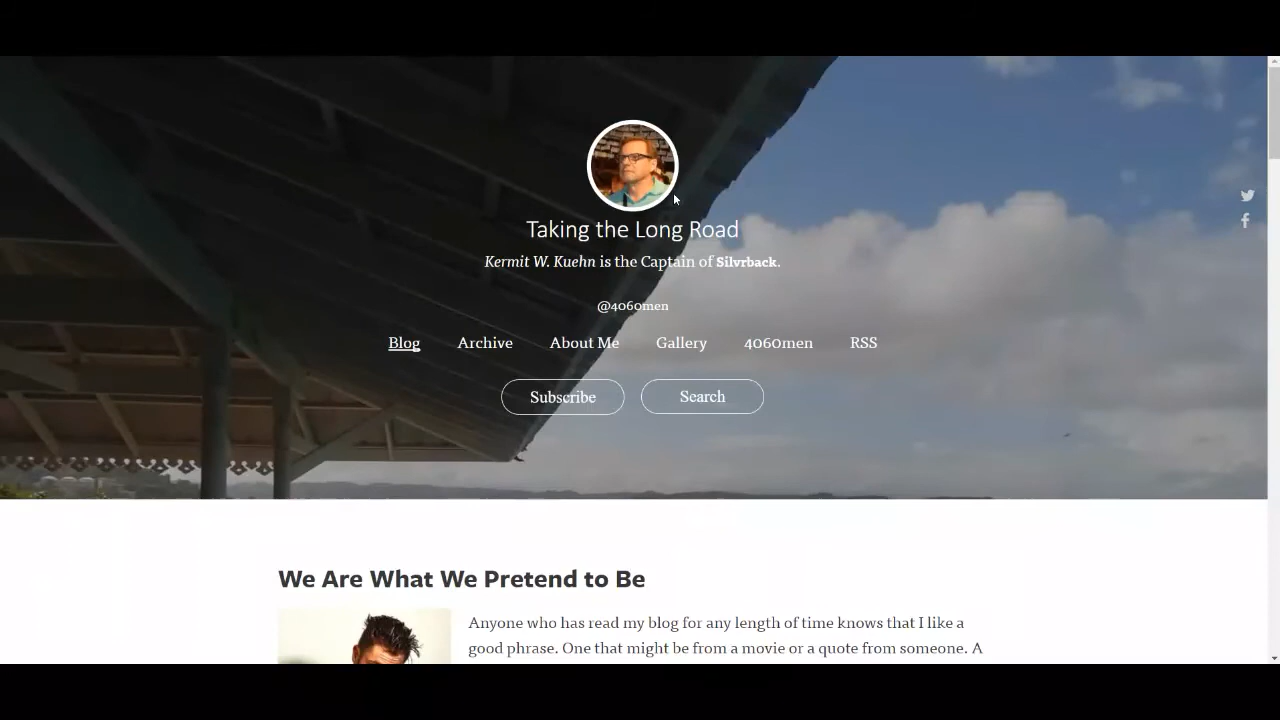 Taking the Long Road
Kermit W. Kuehn is the Captain of Silvrback.
@4060men
Blog Archive About Me Gallery 4060men RSS
Subscribe Search
We Are What We Pretend to Be
Anyone who has read my blog for any length of time knows that I like a
good phrase. One that might be from a movie or a quote from someone. A